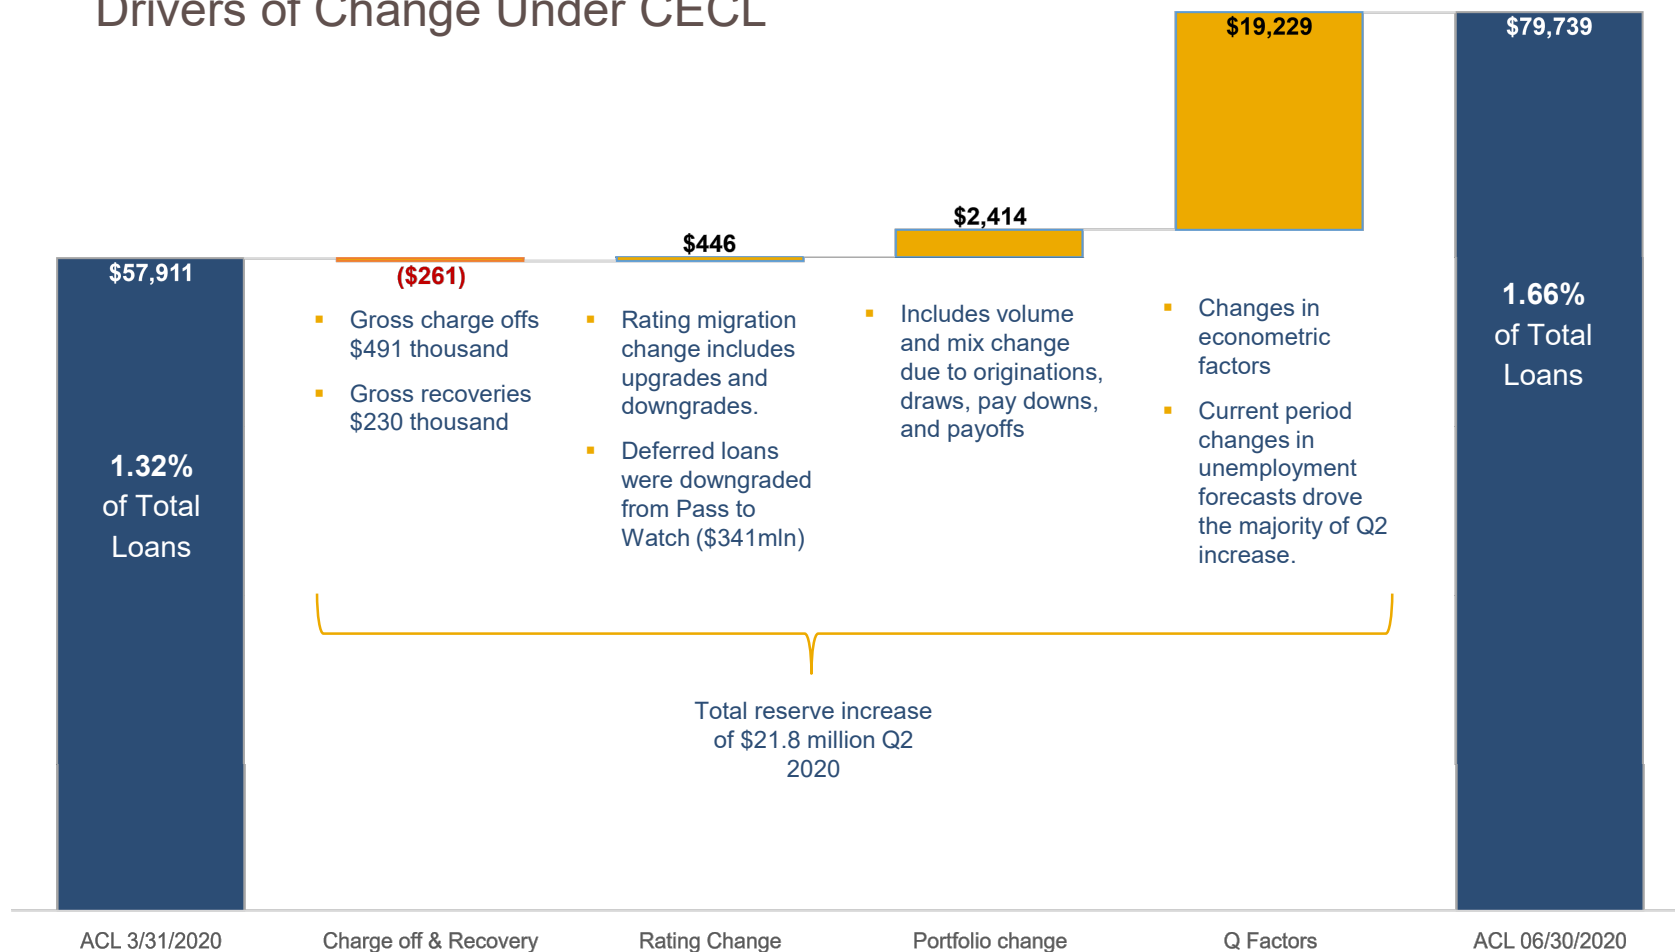 Drivers of Change Under CECL
$57,911
1.32%
of Total
Loans
($261)
▪ Gross charge offs
$491 thousand
▪ Gross recoveries
$230 thousand
$446
▪ Rating migration
change includes
upgrades and
downgrades.
▪ Deferred loans
were downgraded
from Pass to
Watch ($341mln)
$2,414
▪ Includes volume
and mix change
due to originations,
draws, pay downs,
and payoffs
$19,229
▪ Changes in
econometric
factors
▪ Current period
changes in
unemployment
forecasts drove
the majority of Q2
increase.
$79,739
1.66%
of Total
Loans
Total reserve increase
of $21.8 million Q2
2020
ACL 3/31/2020
Charge off & Recovery
Rating Change
Portfolio change
Q Factors
ACL 06/30/2020